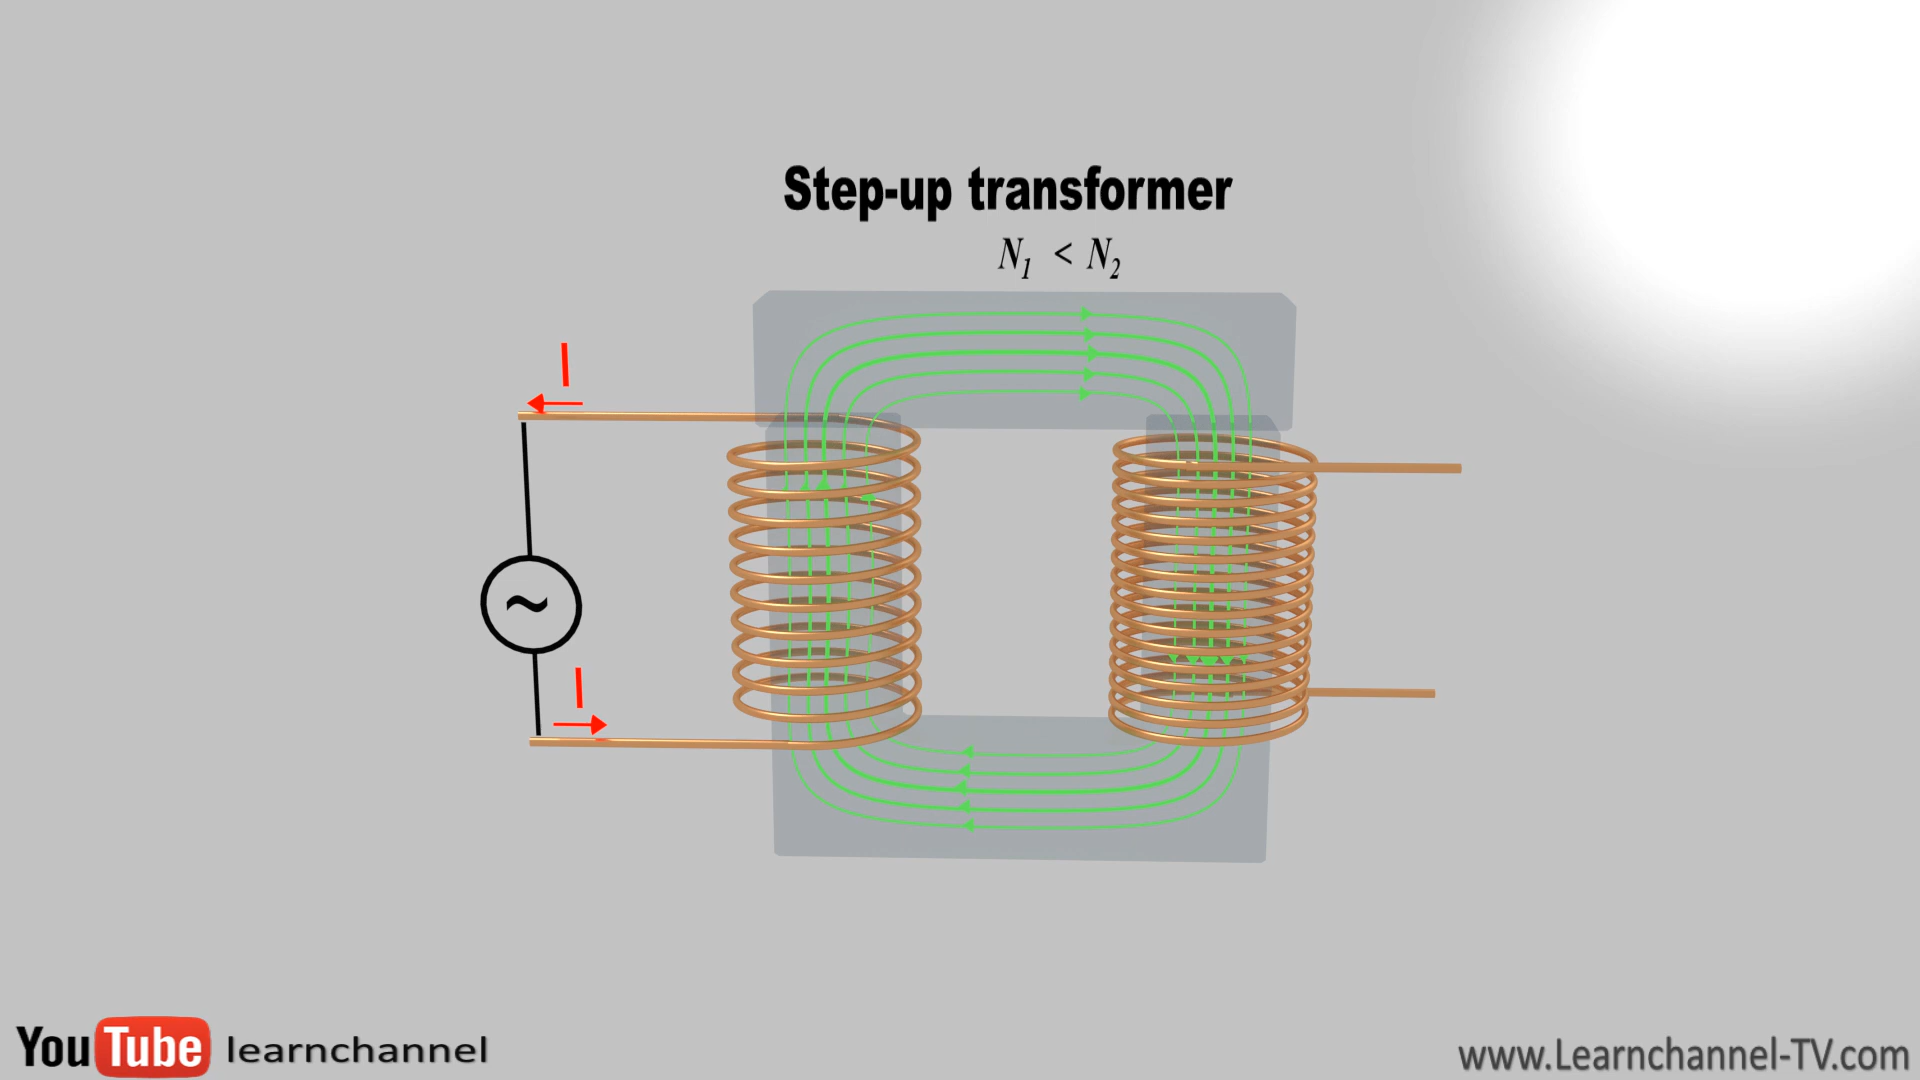 Step-up transformer
N₁ < N₂
I
~
I
YouTube learnchannel
www.Learnchannel-TV.com